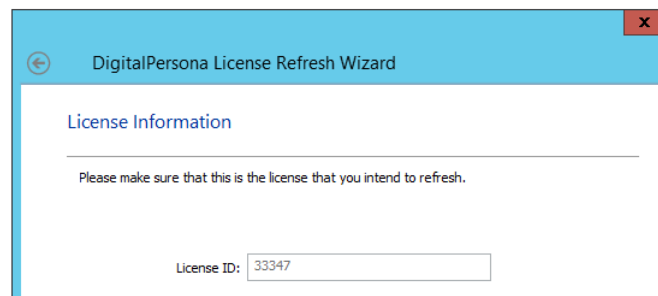 x
DigitalPersona License Refresh Wizard
License Information
Please make sure that this is the license that you intend to refresh.
License ID: 33347